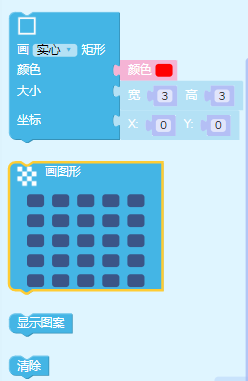 画 实心 矩形
颜色 颜色
大小 宽 3 高 3
坐标 X: 0 Y: 0
画图形
显示图案
清除